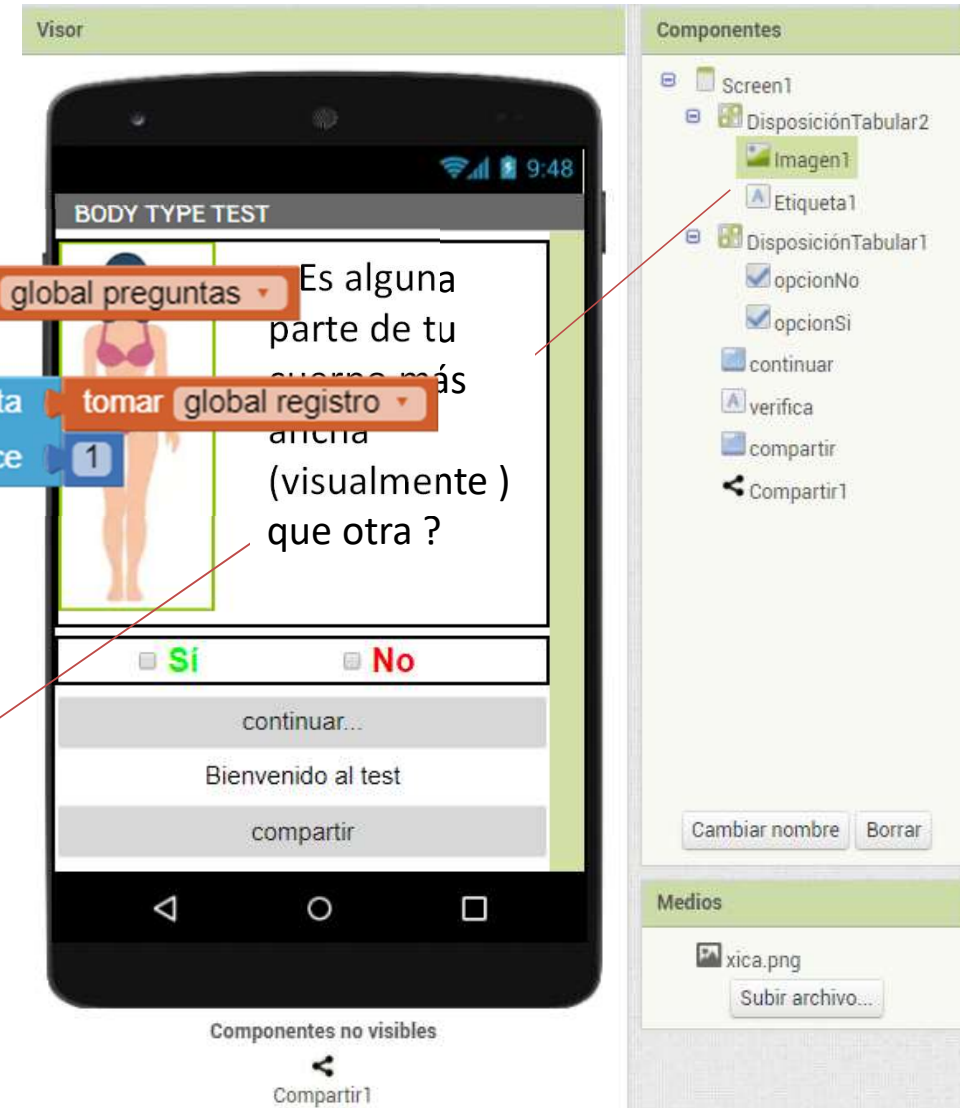 Visor
9:48
BODY TYPE TEST
global preguntas
Es alguna
parte de tu
más
tomar global registro
1
(visualmente )
que otra ?
Sí
No
continuar...
Bienvenido al test
compartir
Componentes no visibles
Compartir1
Componentes
Screen1
DisposiciónTabular2
Imagen1
Etiqueta1
DisposiciónTabular1
opcionNo
opcionSi
continuar
verifica
compartir
Compartir1
Cambiar nombre
Borrar
Medios
xica.png
Subir archivo...